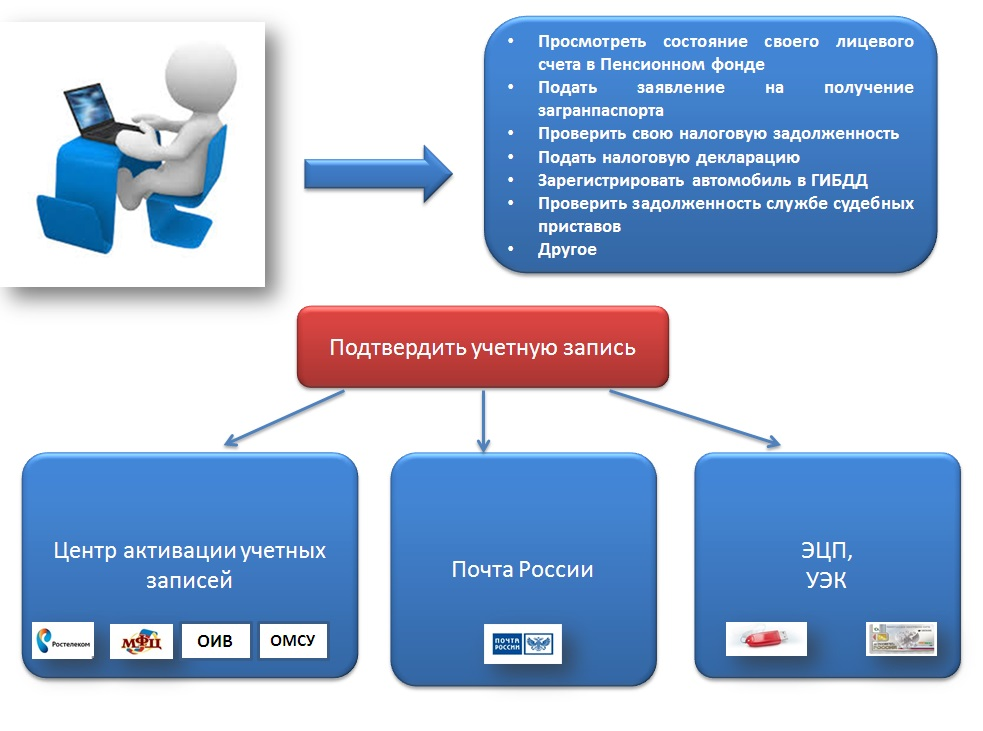 • Просмотреть состояние своего лицевого
счета в Пенсионном фонде
• Подать заявление на получение
загранпаспорта
• Проверить свою налоговую задолженность
• Подать налоговую декларацию
• Зарегистрировать автомобиль в ГИБДД
• Проверить задолженность службе судебных
приставов
• Другое
Подтвердить учетную запись
Центр активации учетных
записей
Ростелеком
МФЦ
ОИВ
ОМСУ
Почта России
ПОЧТА
РОССИИ
ЭЦП,
УЭК